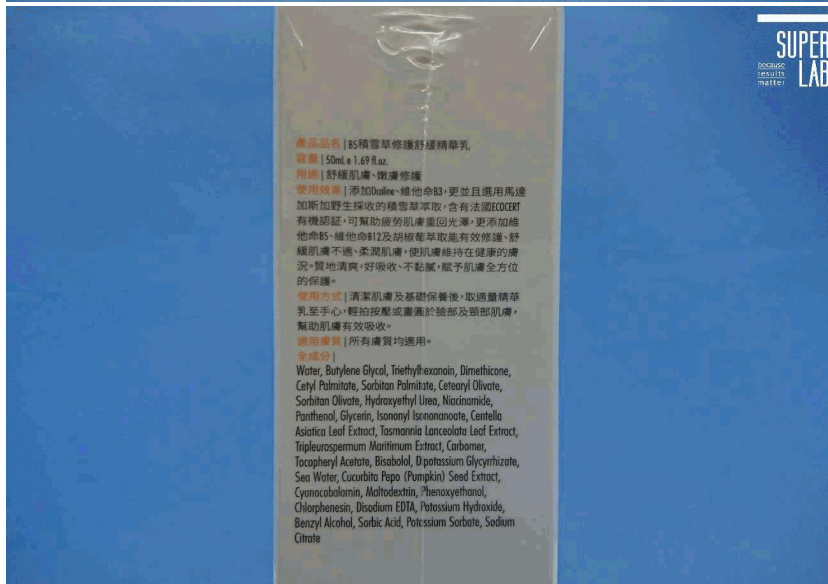 SUPER
because
results
matter
LAB
產品品名 | B5積雪草修護舒緩精華乳
容量 | 50mL e 1.69 fl.oz.
用途 | 舒緩肌膚、嫩膚修護
使用效果 | 添加Ocaline、維他命B3，更並且選用馬達
加斯加野生採收的積雪草萃取，含有法國ECOCERT
有機認証，可幫助疲勞肌膚重回光澤，更添加維
他命B5、維他命B12及胡椒莓萃取能有效修護、舒
緩肌膚不適、柔潤肌膚，使肌膚維持在健康的膚
況。質地清爽，好吸收、不黏膩，賦予肌膚全方位
的保護。
使用方式 | 清潔肌膚及基礎保養後，取適量精華
乳至手心，輕拍按壓或畫圓於臉部及頸部肌膚，
幫助肌膚有效吸收。
適用膚質 | 所有膚質均適用。
全成分 |
Water, Butylene Glycol, Triethylhexanoin, Dimethicone,
Cetyl Palmitate, Sorbitan Palmitate, Cetearyl Olivate,
Sorbitan Olivate, Hydroxyethyl Urea, Niacinamide,
Panthenol, Glycerin, Isononyl Isononanoate, Centella
Asiatica Leaf Extract, Tasmannia Lanceolata Leaf Extract,
Tripleurospermum Maritimum Extract, Carbomer,
Tocopheryl Acetate, Bisabolol, Dipotassium Glycyrrhizate,
Sea Water, Cucurbita Pepo (Pumpkin) Seed Extract,
Cyanocobalamin, Maltodextrin, Phenoxyethanol,
Chlorphenesin, Disodium EDTA, Potassium Hydroxide,
Benzyl Alcohol, Sorbic Acid, Potassium Sorbate, Sodium
Citrate